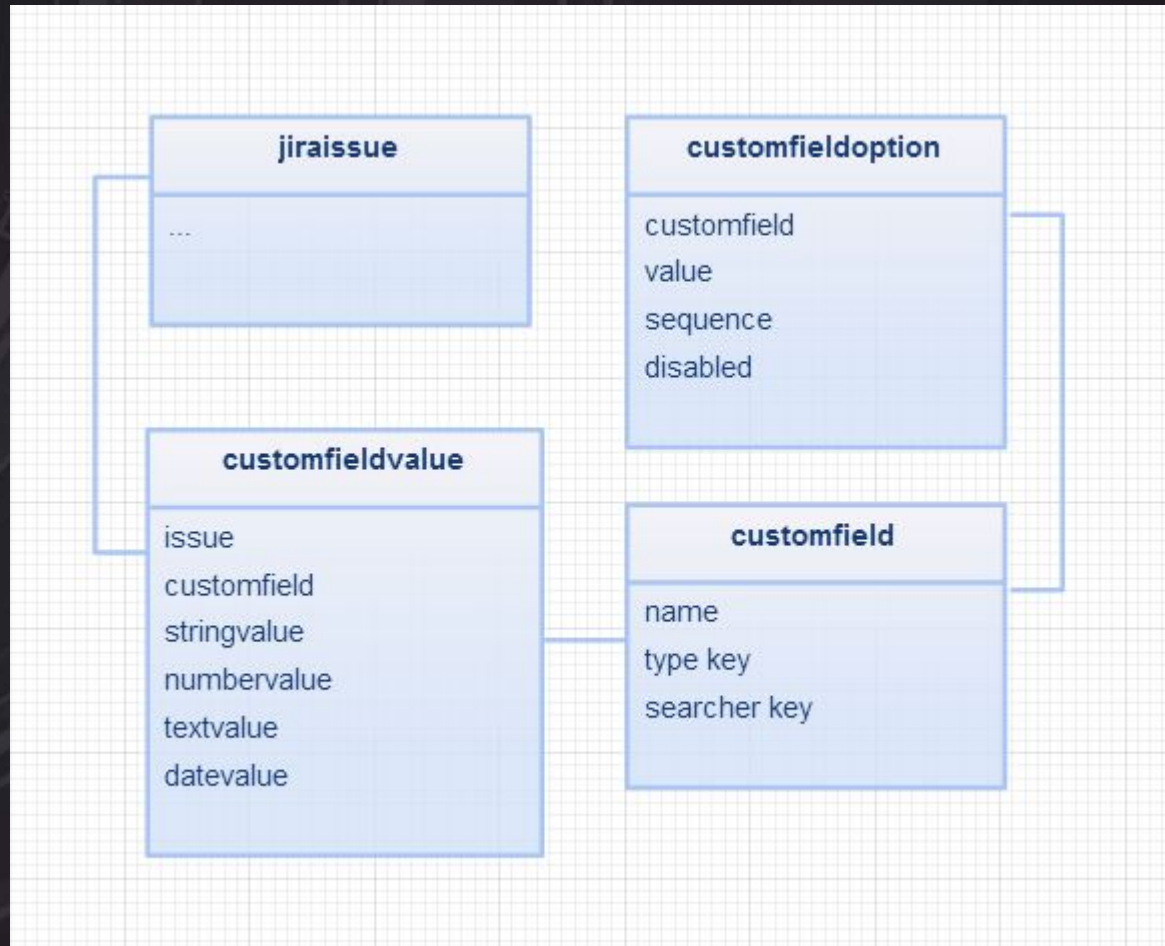 jiraissue
...
customfieldoption
customfield
value
sequence
disabled
customfieldvalue
issue
customfield
stringvalue
numbervalue
textvalue
datevalue
customfield
name
type key
searcher key